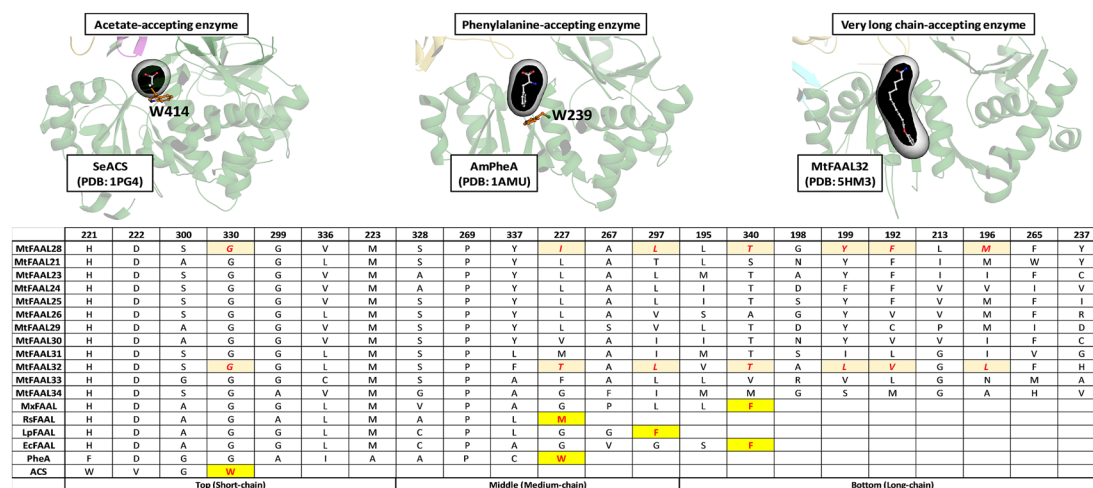 Acetate-accepting enzyme
Phenylalanine-accepting enzyme
Very long chain-accepting enzyme
W414
W239
SeACS
(PDB: 1PG4)
AmPheA
(PDB: 1AMU)
MtFAAL32
(PDB: 5HM3)
221 222 300 330 299 336 223 328 269 337 227 267 297 195 340 198 199 192 213 196 265 237
MtFAAL28 H D S G G V M S P Y I A L L T G Y F L M F Y
MtFAAL21 H D A G G L M S P Y L A T L S N Y F I M W Y
MtFAAL23 H D S G G V M A P Y L A L M T A Y F I I F C
MtFAAL24 H D S G G V M A P Y L A L I T D F F V V I V
MtFAAL25 H D S G G V M S P Y L A L I T S Y F V M F I
MtFAAL26 H D S G G L M S P Y L A V S A G Y V V M F R
MtFAAL29 H D A G G V M S P Y L S V L T D Y C P M I D
MtFAAL30 H D A G G V M S P Y V A I I T N Y V V I F C
MtFAAL31 H D S G G L M S P L M A I M T S I L G I V G
MtFAAL32 H D S G G L M S P F T A L V T A L V G L F H
MtFAAL33 H D G G G C M S P A F A L L V R V L G N M A
MtFAAL34 H D S G A V M G P A G F I M M G S M G A H V
MxFAAL H D A G G L M V P A G P L L F
RsFAAL H D A G A L M A P L M
LpFAAL H D A G G L M C P L G G F
EcFAAL H D A G G L M C P A G V G S F
PheA F D G G A I A A P C W
ACS W V G W
Top (Short-chain) Middle (Medium-chain) Bottom (Long-chain)